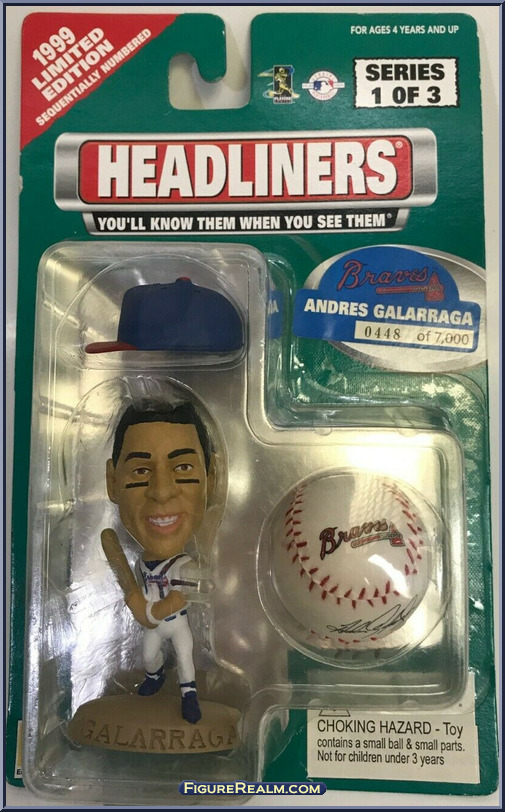 1999
LIMITED
EDITION
SEQUENTIALLY NUMBERED
FOR AGES 4 YEARS AND UP
SERIES
1 OF 3
HEADLINERS®
YOU'LL KNOW THEM WHEN YOU SEE THEM®
Braves
ANDRES GALARRAGA
0448 of 7,000
Braves
Braves
GALARRAGA
CHOKING HAZARD - Toy
contains a small ball & small parts.
Not for children under 3 years
FIGUREREALM.COM